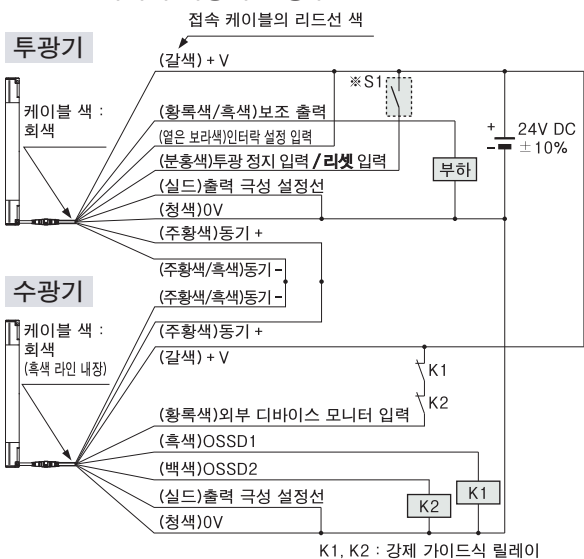 접속 케이블의 리드선 색
투광기
(갈색) + V
※S1
케이블 색 :
회색
(황록색/흑색)보조 출력
(옅은 보라색)인터락 설정 입력
(분홍색)투광 정지 입력 / 리셋 입력
(실드)출력 극성 설정선
(청색)0V
부하
+
-
24V DC
±10%
(주황색)동기 +
(주황색/흑색)동기 -
수광기
(주황색/흑색)동기 -
(주황색)동기 +
케이블 색 :
회색
(흑색 라인 내장)
(갈색) + V
K1
K2
(황록색)외부 디바이스 모니터 입력
(흑색)OSSD1
(백색)OSSD2
(실드)출력 극성 설정선
(청색)0V
K2
K1
K1, K2 : 강제 가이드식 릴레이